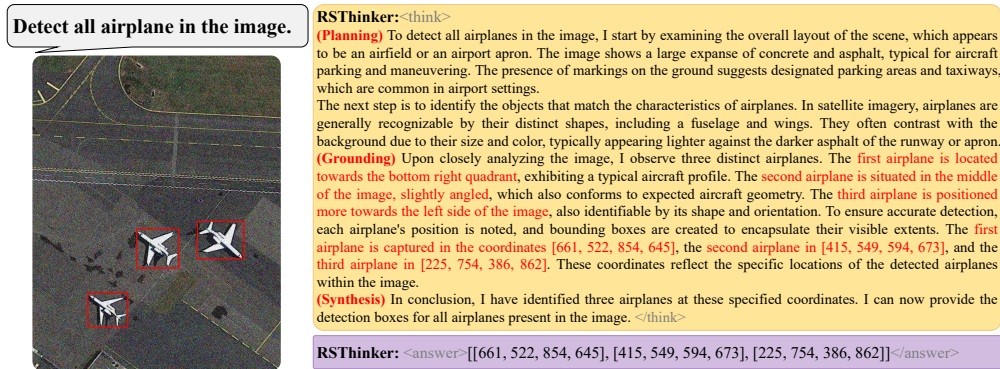 Detect all airplane in the image.
RSThinker:<think>
(Planning) To detect all airplanes in the image, I start by examining the overall layout of the scene, which appears
to be an airfield or an airport apron. The image shows a large expanse of concrete and asphalt, typical for aircraft
parking and maneuvering. The presence of markings on the ground suggests designated parking areas and taxiways,
which are common in airport settings.
The next step is to identify the objects that match the characteristics of airplanes. In satellite imagery, airplanes are
generally recognizable by their distinct shapes, including a fuselage and wings. They often contrast with the
background due to their size and color, typically appearing lighter against the darker asphalt of the runway or apron.
(Grounding) Upon closely analyzing the image, I observe three distinct airplanes. The first airplane is located
towards the bottom right quadrant, exhibiting a typical aircraft profile. The second airplane is situated in the middle
of the image, slightly angled, which also conforms to expected aircraft geometry. The third airplane is positioned
more towards the left side of the image, also identifiable by its shape and orientation. To ensure accurate detection,
each airplane's position is noted, and bounding boxes are created to encapsulate their visible extents. The first
airplane is captured in the coordinates [661, 522, 854, 645], the second airplane in [415, 549, 594, 673], and the
third airplane in [225, 754, 386, 862]. These coordinates reflect the specific locations of the detected airplanes
within the image.
(Synthesis) In conclusion, I have identified three airplanes at these specified coordinates. I can now provide the
detection boxes for all airplanes present in the image. </think>
RSThinker: <answer>[[661, 522, 854, 645], [415, 549, 594, 673], [225, 754, 386, 862]]</answer>